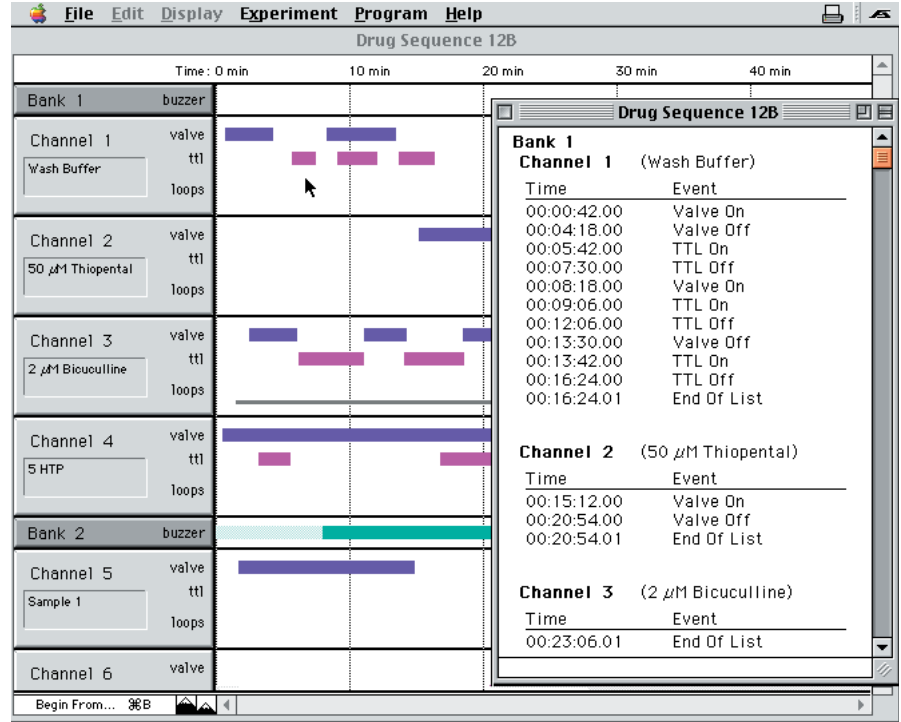 File Edit Display Experiment Program Help
Drug Sequence 12B
Time: 0 min 10 min 20 min 30 min 40 min
Bank 1 buzzer
Channel 1 valve
ttl
Wash Buffer
loops
Channel 2 valve
ttl
50 µM Thiopental
loops
Channel 3 valve
ttl
2 µM Bicuculline
loops
Channel 4 valve
ttl
5 HTP
loops
Bank 2 buzzer
Channel 5 valve
ttl
Sample 1
loops
Channel 6 valve
Begin From... ⌘B
Drug Sequence 12B
Bank 1
Channel 1 (Wash Buffer)
Time Event
00:00:42.00 Valve On
00:04:18.00 Valve Off
00:05:42.00 TTL On
00:07:30.00 TTL Off
00:08:18.00 Valve On
00:09:06.00 TTL On
00:12:06.00 TTL Off
00:13:30.00 Valve Off
00:13:42.00 TTL On
00:16:24.00 TTL Off
00:16:24.01 End Of List
Channel 2 (50 µM Thiopental)
Time Event
00:15:12.00 Valve On
00:20:54.00 Valve Off
00:20:54.01 End Of List
Channel 3 (2 µM Bicuculline)
Time Event
00:23:06.01 End Of List